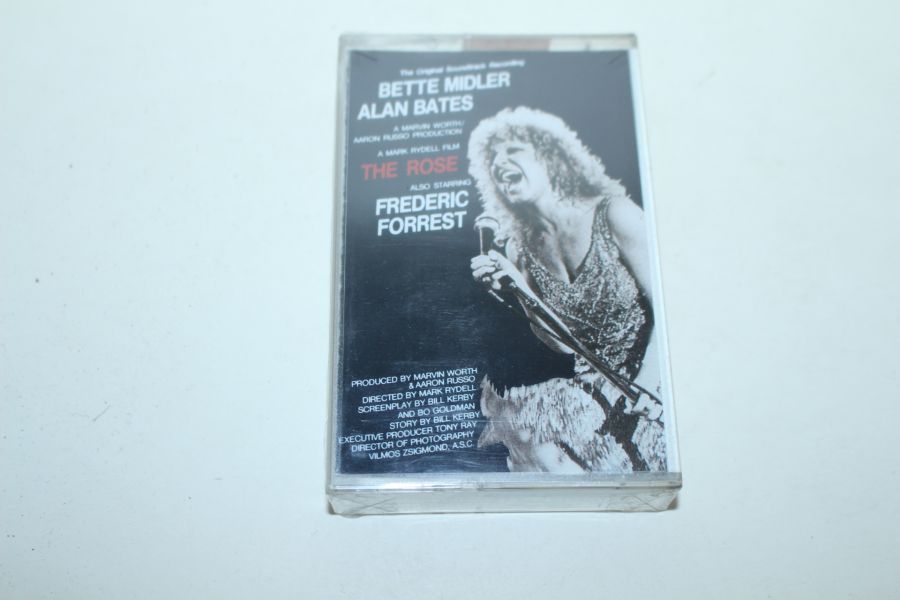 The Original Soundtrack Recording
BETTE MIDLER
ALAN BATES
A MARVIN WORTH/
AARON RUSSO PRODUCTION
A MARK RYDELL FILM
THE ROSE
ALSO STARRING
FREDERIC
FORREST
PRODUCED BY MARVIN WORTH
& AARON RUSSO
DIRECTED BY MARK RYDELL
SCREENPLAY BY BILL KERBY
AND BO GOLDMAN
STORY BY BILL KERBY
EXECUTIVE PRODUCER TONY RAY
DIRECTOR OF PHOTOGRAPHY
VILMOS ZSIGMOND, A.S.C.